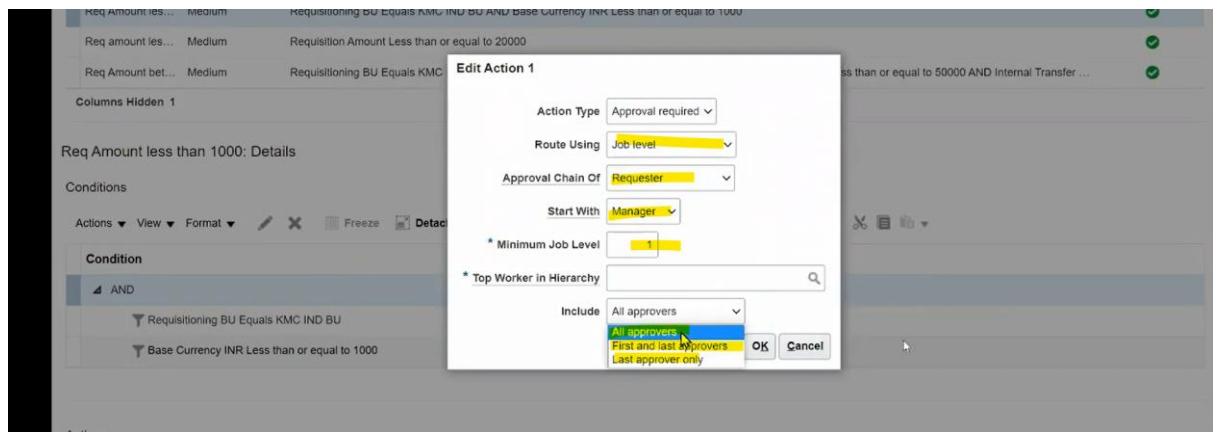 Req Amount les... Medium Requisitioning BU Equals KMC IND BU AND Base Currency INR Less than or equal to 1000
Req amount les... Medium Requisition Amount Less than or equal to 20000
Req Amount bet... Medium Requisitioning BU Equals KMC ss than or equal to 50000 AND Internal Transfer ...
Columns Hidden 1
Req Amount less than 1000: Details
Conditions
Actions View Format Freeze Detac
Condition
AND
Requisitioning BU Equals KMC IND BU
Base Currency INR Less than or equal to 1000
Edit Action 1
Action Type Approval required
Route Using Job level
Approval Chain Of Requester
Start With Manager
* Minimum Job Level 1
* Top Worker in Hierarchy
Include All approvers
All approvers
First and last approvers
Last approver only
OK Cancel